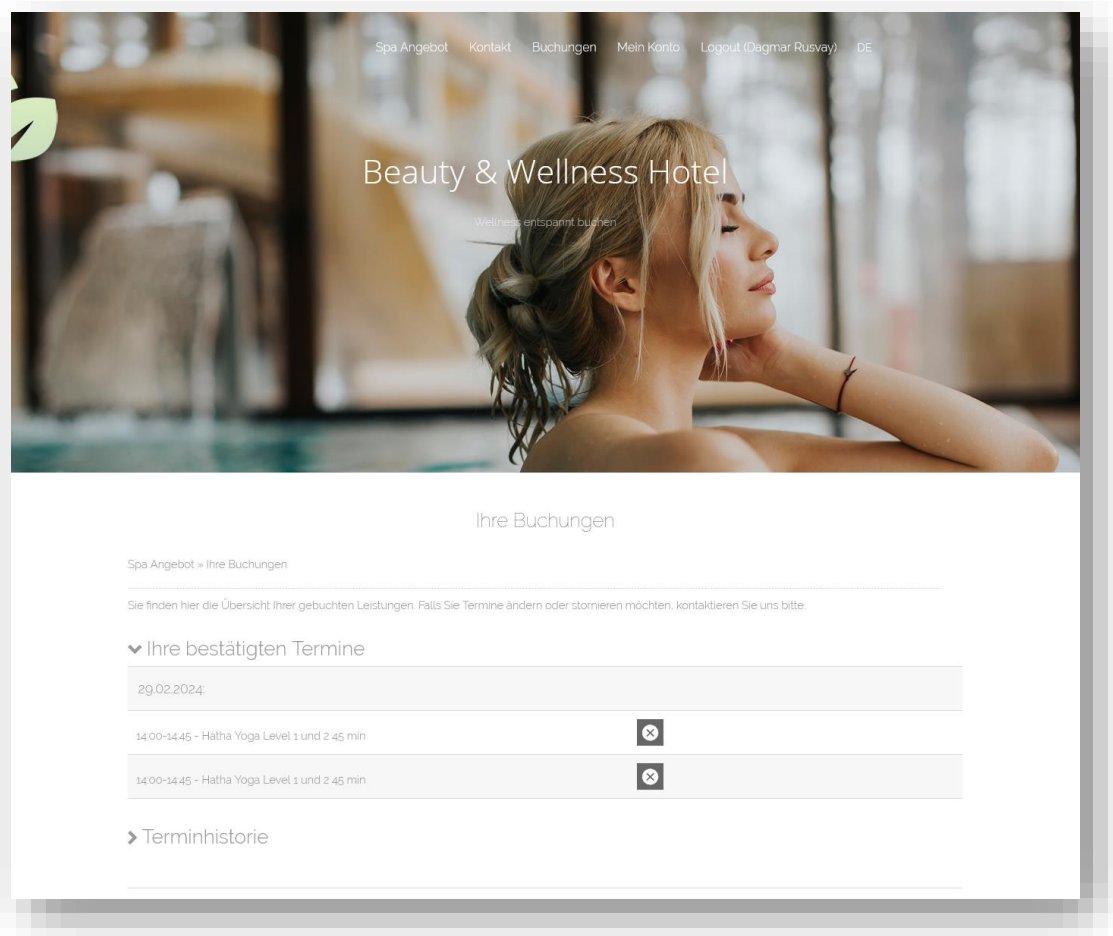 Spa Angebot Kontakt Buchungen Mein Konto Logout (Dagmar Rusvay) DE
Beauty & Wellness Hotel
Wellness entspannt buchen
Ihre Buchungen
Spa Angebot » Ihre Buchungen
Sie finden hier die Übersicht Ihrer gebuchten Leistungen. Falls Sie Termine ändern oder stornieren möchten, kontaktieren Sie uns bitte.
Ihre bestätigten Termine
29.02.2024:
14:00-14:45 - Hatha Yoga Level 1 und 2 45 min
14:00-14:45 - Hatha Yoga Level 1 und 2 45 min
Terminhistorie